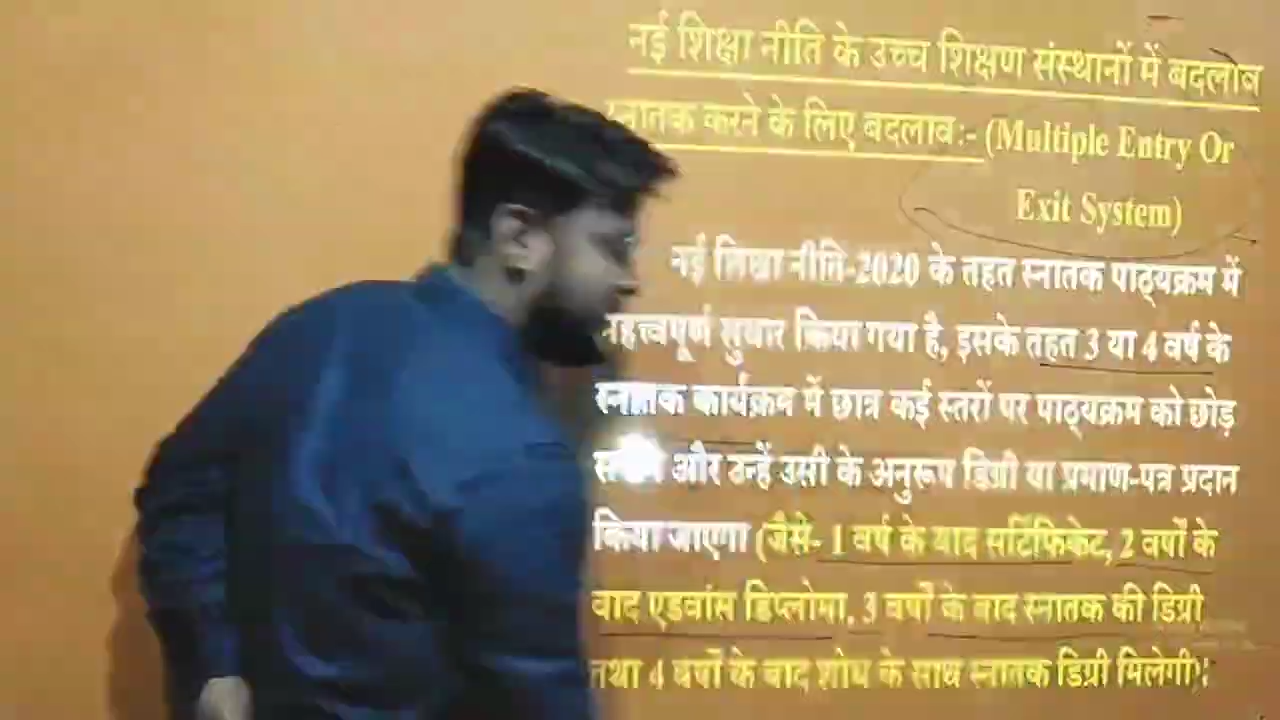 नई शिक्षा नीति के उच्च शिक्षण संस्थानों में बदलाव
स्नातक करने के लिए बदलाव:- (Multiple Entry Or
Exit System)
नई शिक्षा नीति-2020 के तहत स्नातक पाठ्यक्रम में
महत्त्वपूर्ण सुधार किया गया है, इसके तहत 3 या 4 वर्ष के
स्नातक कार्यक्रम में छात्र कई स्तरों पर पाठ्यक्रम को छोड़
और उन्हें उसी के अनुरूप डिग्री या प्रमाण-पत्र प्रदान
किया जाएगा (जैसे- 1 वर्ष के बाद सर्टिफिकेट, 2 वर्षों के
बाद एडवांस डिप्लोमा, 3 वर्षों के बाद स्नातक की डिग्री
तथा 4 वर्षों के बाद शोध के साथ स्नातक डिग्री मिलेगी)।